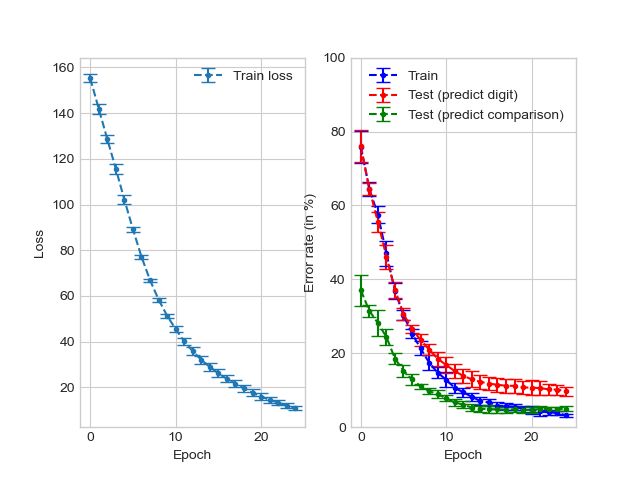 160
140
120
100
80
60
40
20
0
10
20
Loss
Epoch
Train loss
100
80
60
40
20
0
0
10
20
Error rate (in %)
Epoch
Train
Test (predict digit)
Test (predict comparison)